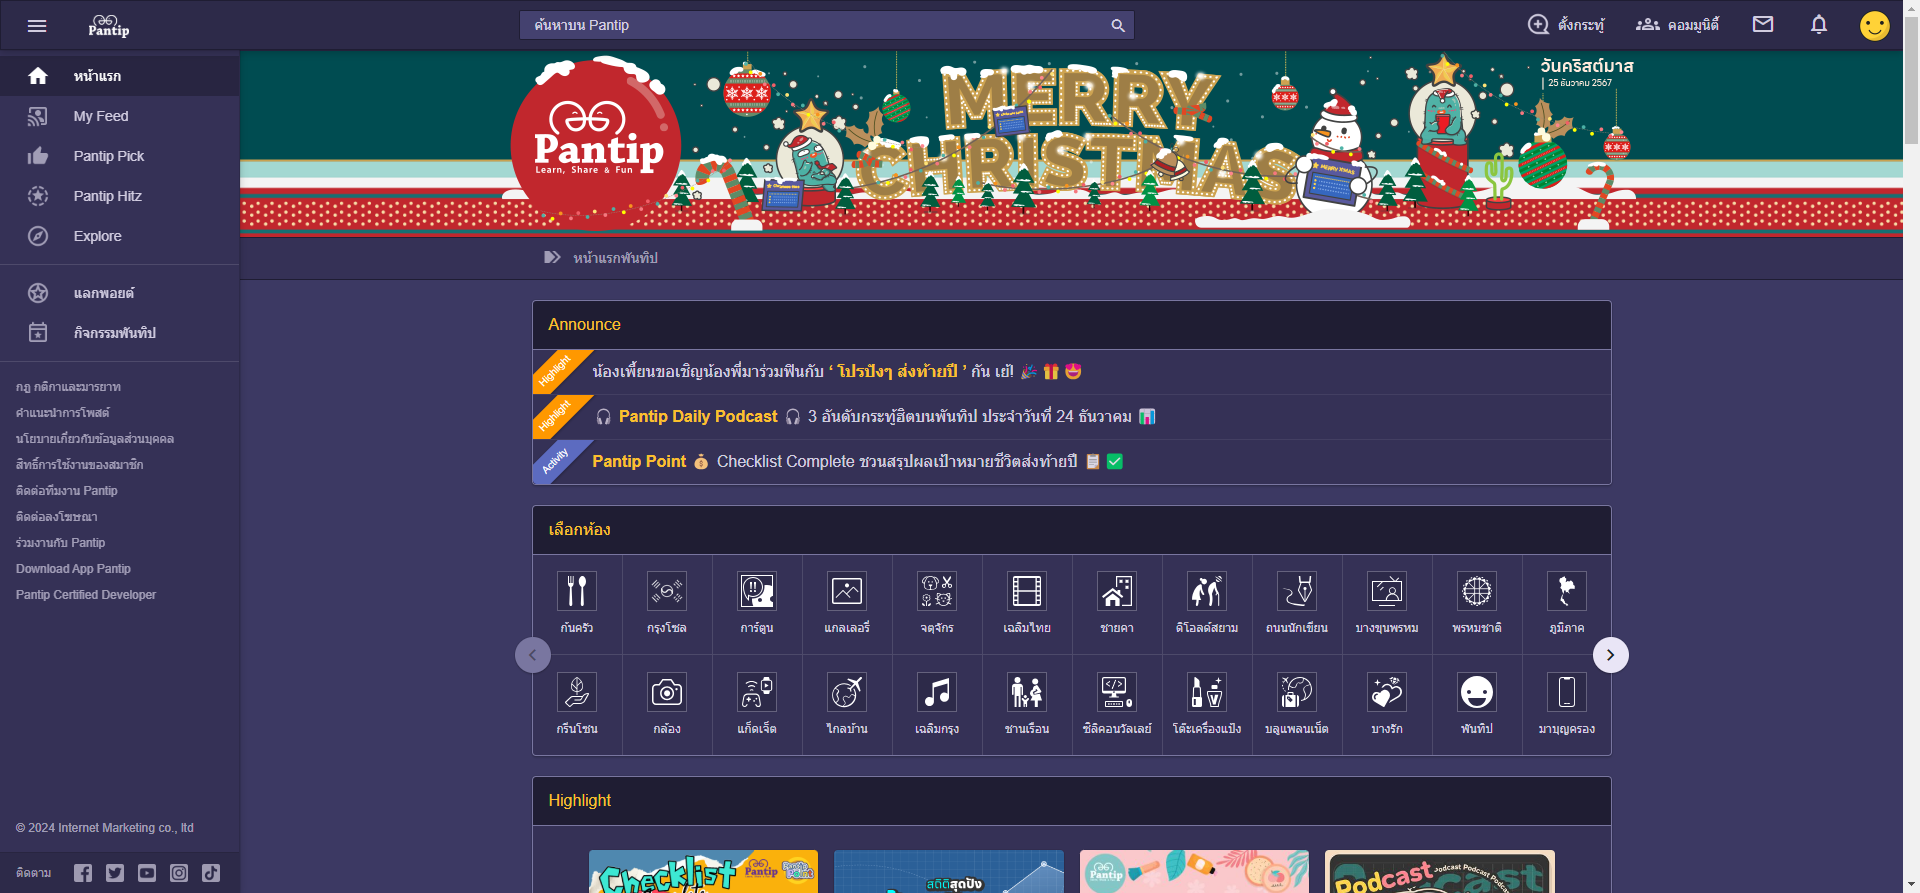 Pantip
ค้นหาบน Pantip
ตั้งกระทู้
คอมมูนิตี้
หน้าแรก
My Feed
Pantip Pick
Pantip Hitz
Explore
แลกพอยต์
กิจกรรมพันทิป
กฎ กติกาและมารยาท
คำแนะนำการโพสต์
นโยบายเกี่ยวกับข้อมูลส่วนบุคคล
สิทธิ์การใช้งานของสมาชิก
ติดต่อทีมงาน Pantip
ติดต่อลงโฆษณา
ร่วมงานกับ Pantip
Download App Pantip
Pantip Certified Developer
© 2024 Internet Marketing co., ltd
ติดตาม
Pantip
Learn, Share & Fun
MERRY
CHRISTMAS
MERRY XMAS
วันคริสต์มาส
25 ธันวาคม 2567
หน้าแรกพันทิป
Announce
Highlight น้องเพี้ยนขอเชิญน้องพี่มาร่วมฟินกับ ‘ โปรปังๆ ส่งท้ายปี ’ กัน เย้! 🎉 🎁 😍
Highlight 🎧 Pantip Daily Podcast 🎧 3 อันดับกระทู้ฮิตบนพันทิป ประจำวันที่ 24 ธันวาคม 📊
Activity Pantip Point 💰 Checklist Complete ชวนสรุปผลเป้าหมายชีวิตส่งท้ายปี 📋 ✅
เลือกห้อง
ก้นครัว กรุงโซล การ์ตูน แกลเลอรี่ จตุจักร เฉลิมไทย ชายคา ดิโอลด์สยาม ถนนนักเขียน บางขุนพรหม พรหมชาติ ภูมิภาค
กรีนโซน กล้อง แก็ดเจ็ต ไกลบ้าน เฉลิมกรุง ชานเรือน ซิลิคอนวัลเลย์ โต๊ะเครื่องแป้ง บลูแพลนเน็ต บางรัก พันทิป มาบุญครอง
Highlight
Checklist Pantip
สถิติสุดปัง
Pantip
Podcast